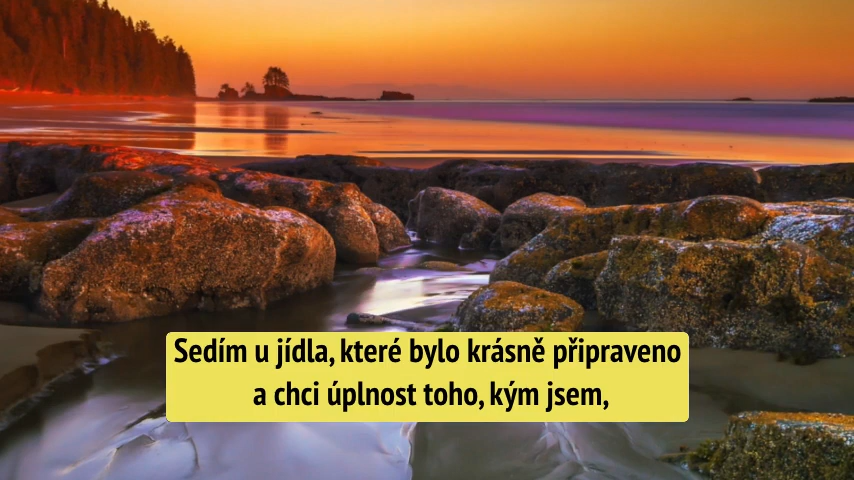 Sedím u jídla, které bylo krásně připraveno
a chci úplnost toho, kým jsem,